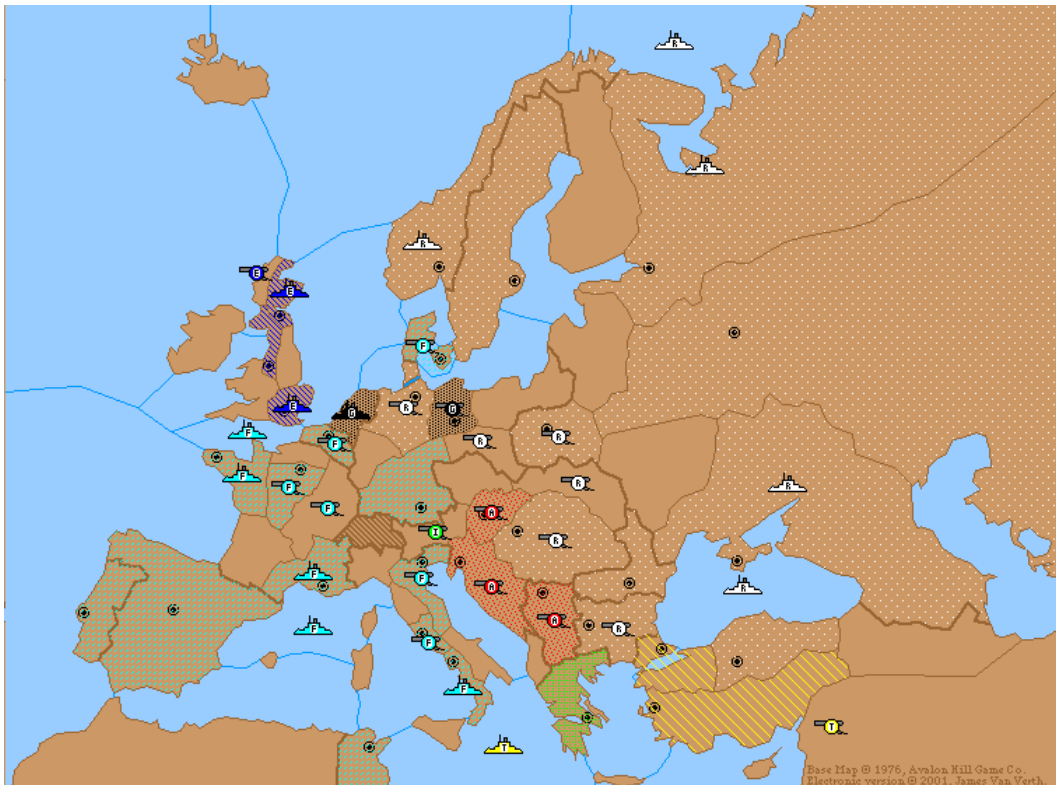 R
R
R
E
E
F
E G R G
F F R R
F F R R
F A
I R
F F A R
F F A R
F
T
T
Base Map © 1976, Avalon Hill Game Co.
Electronic version © 2001, James Van Verth.